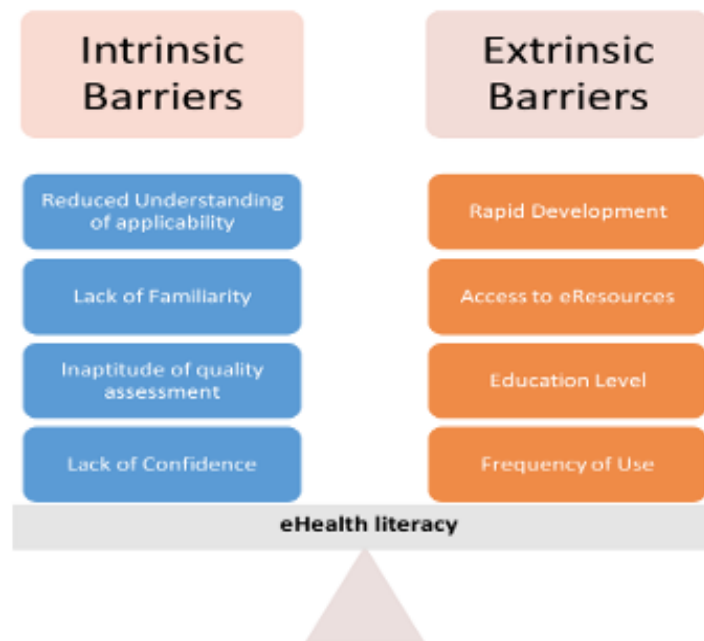 Intrinsic
Barriers
Extrinsic
Barriers
Reduced Understanding
of applicability
Lack of Familiarity
Inaptitude of quality
assessment
Lack of Confidence
Rapid Development
Access to eResources
Education Level
Frequency of Use
eHealth literacy